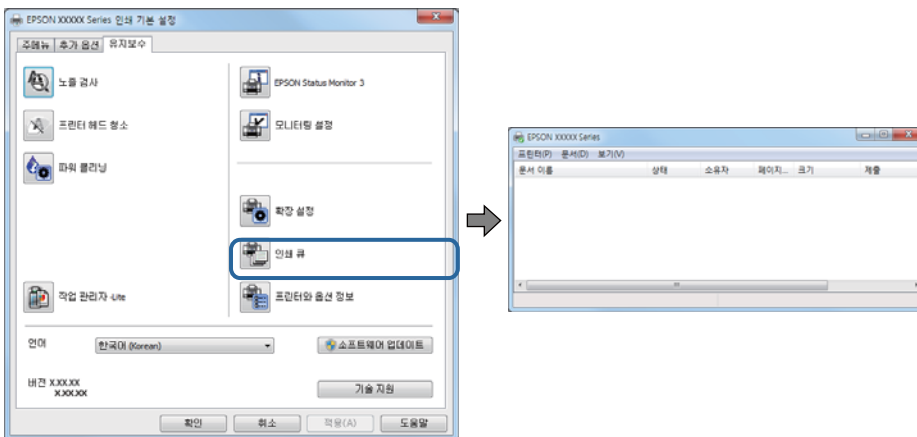 EPSON XXXXX Series 인쇄 기본 설정
주메뉴 추가 옵션 유지보수
노즐 검사
EPSON Status Monitor 3
프린터 헤드 청소
모니터링 설정
파워 클리닝
확장 설정
인쇄 큐
작업 관리자 -Lite
프린터와 옵션 정보
언어 한국어 (Korean)
소프트웨어 업데이트
버전 X.XX.XX
X.XX.XX
기술 지원
확인 취소 적용(A) 도움말
EPSON XXXXX Series
프린터(P) 문서(D) 보기(V)
문서 이름 상태 소유자 페이지... 크기 제출